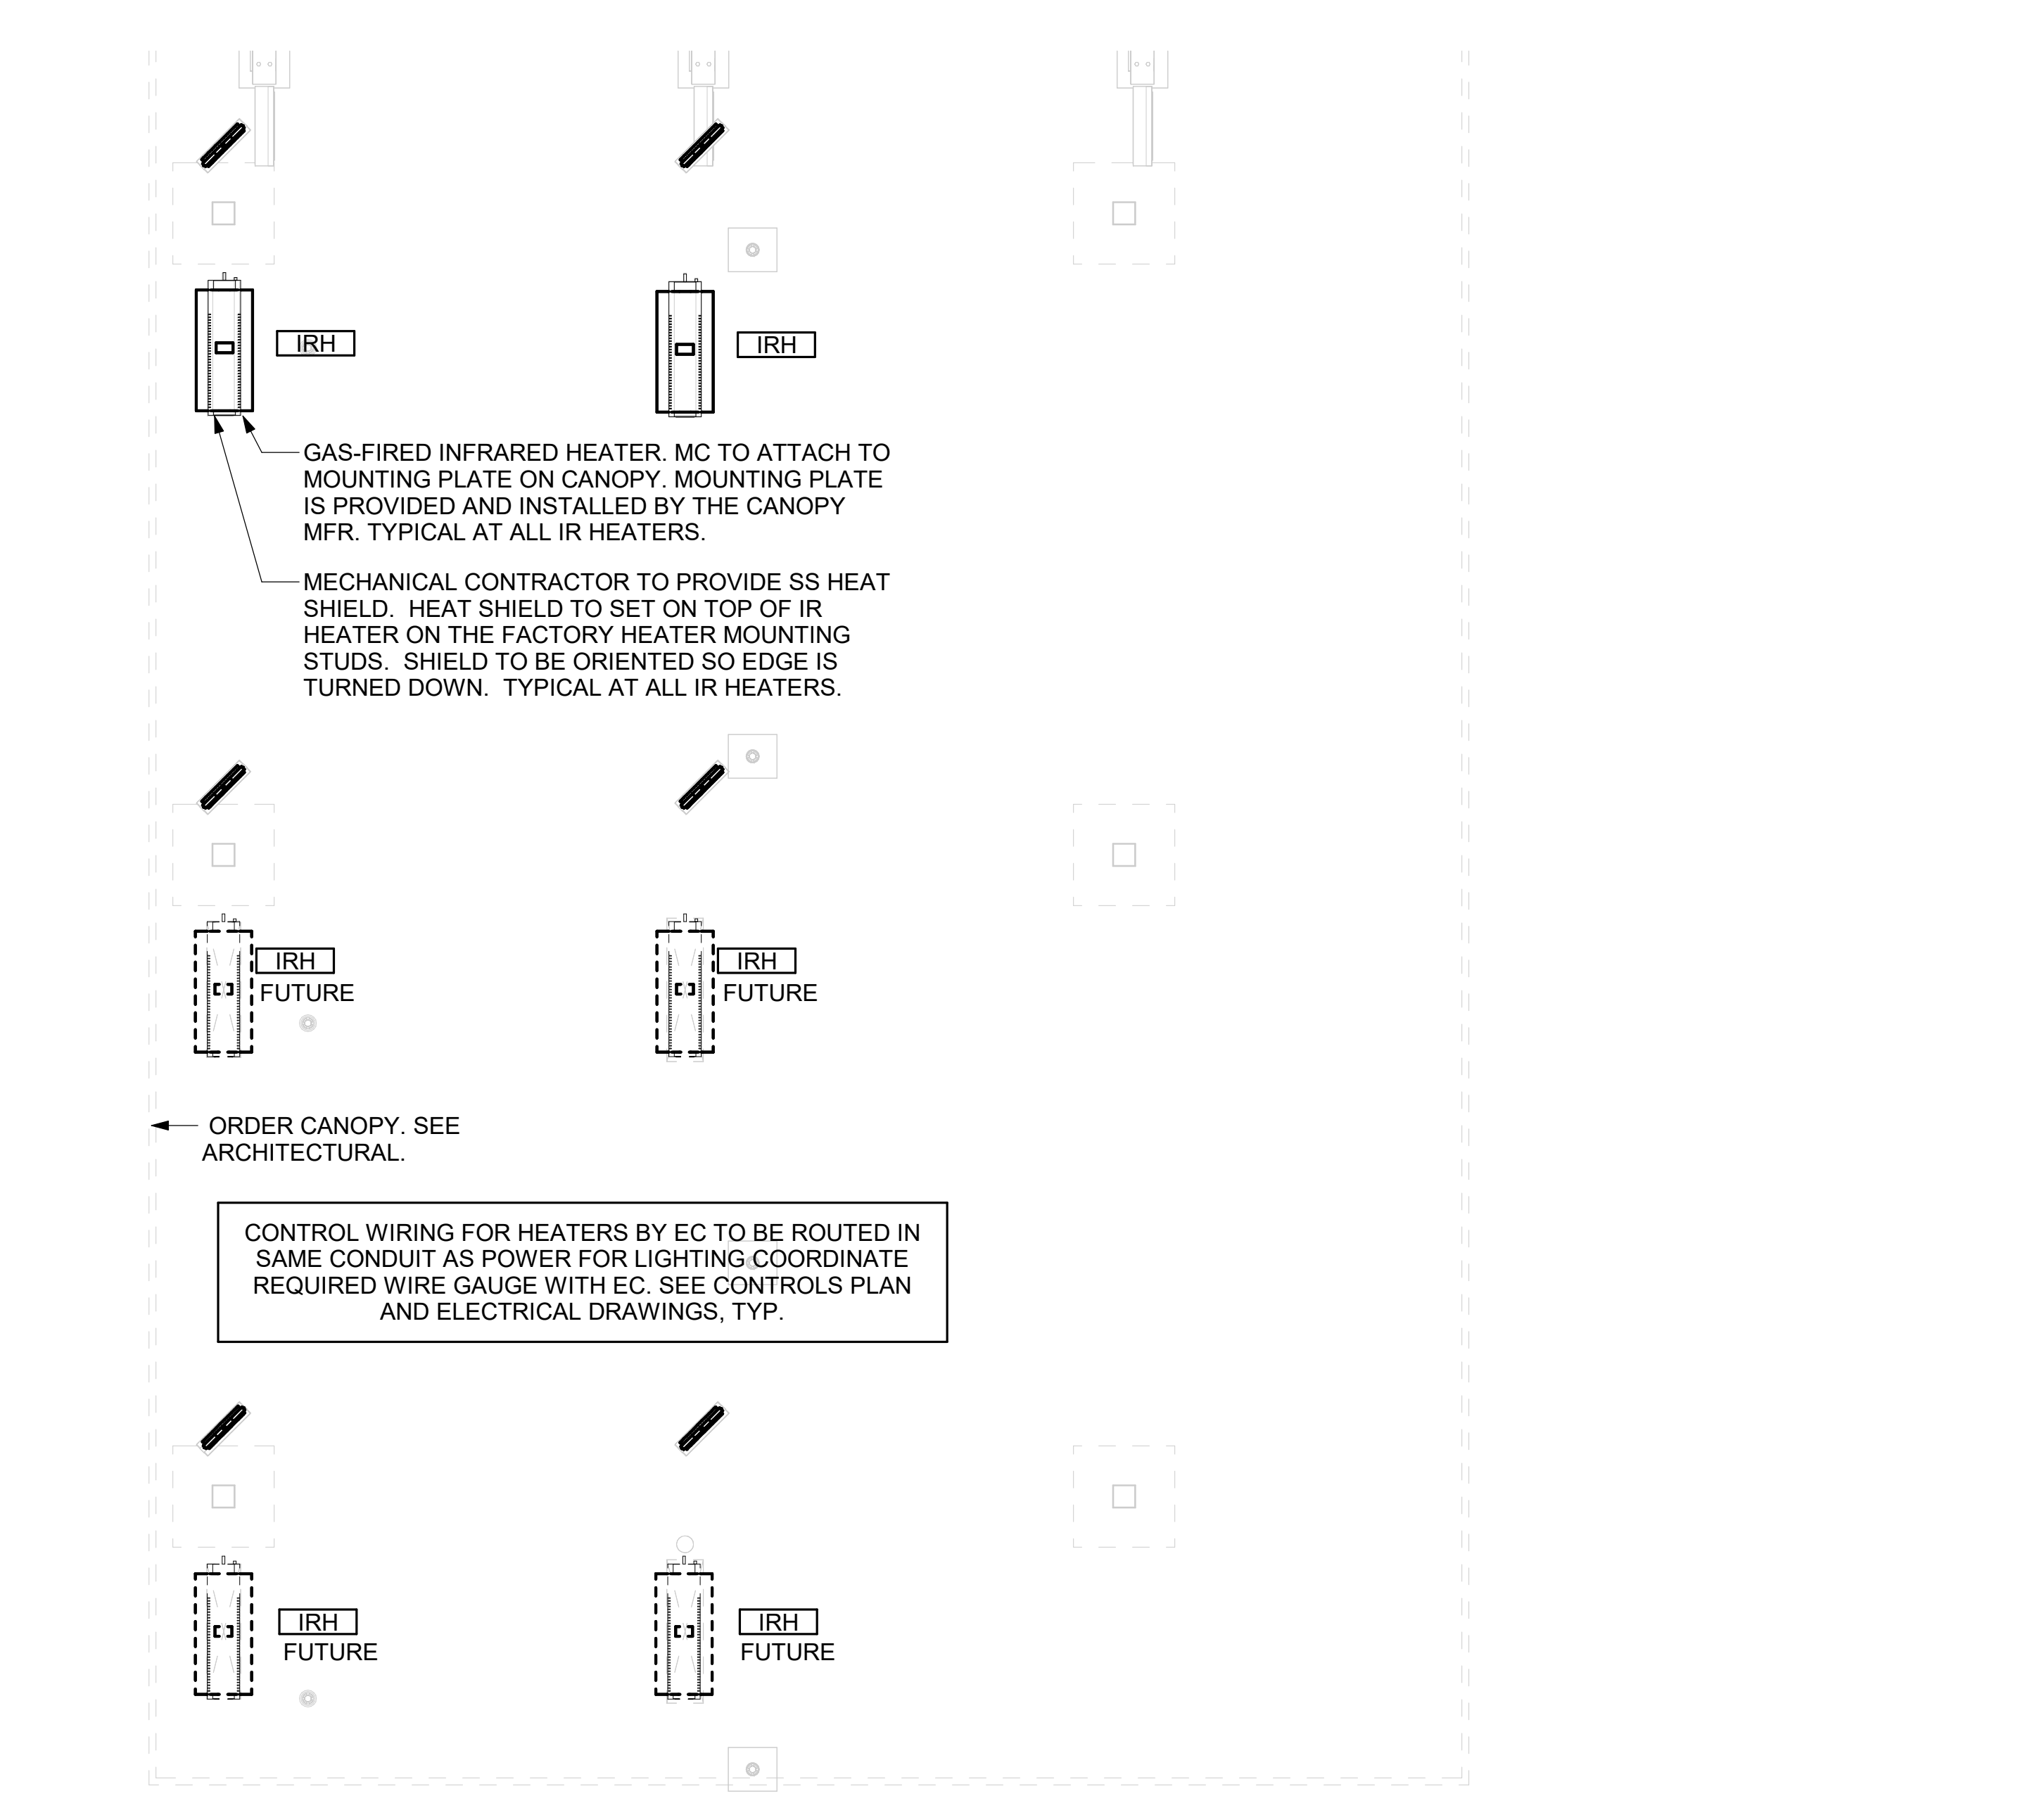 IRH
IRH
GAS-FIRED INFRARED HEATER. MC TO ATTACH TO
MOUNTING PLATE ON CANOPY. MOUNTING PLATE
IS PROVIDED AND INSTALLED BY THE CANOPY
MFR. TYPICAL AT ALL IR HEATERS.
MECHANICAL CONTRACTOR TO PROVIDE SS HEAT
SHIELD.  HEAT SHIELD TO SET ON TOP OF IR
HEATER ON THE FACTORY HEATER MOUNTING
STUDS.  SHIELD TO BE ORIENTED SO EDGE IS
TURNED DOWN.  TYPICAL AT ALL IR HEATERS.
IRH
FUTURE
IRH
FUTURE
ORDER CANOPY. SEE
ARCHITECTURAL.
CONTROL WIRING FOR HEATERS BY EC TO BE ROUTED IN
SAME CONDUIT AS POWER FOR LIGHTING COORDINATE
REQUIRED WIRE GAUGE WITH EC. SEE CONTROLS PLAN
AND ELECTRICAL DRAWINGS, TYP.
IRH
FUTURE
IRH
FUTURE